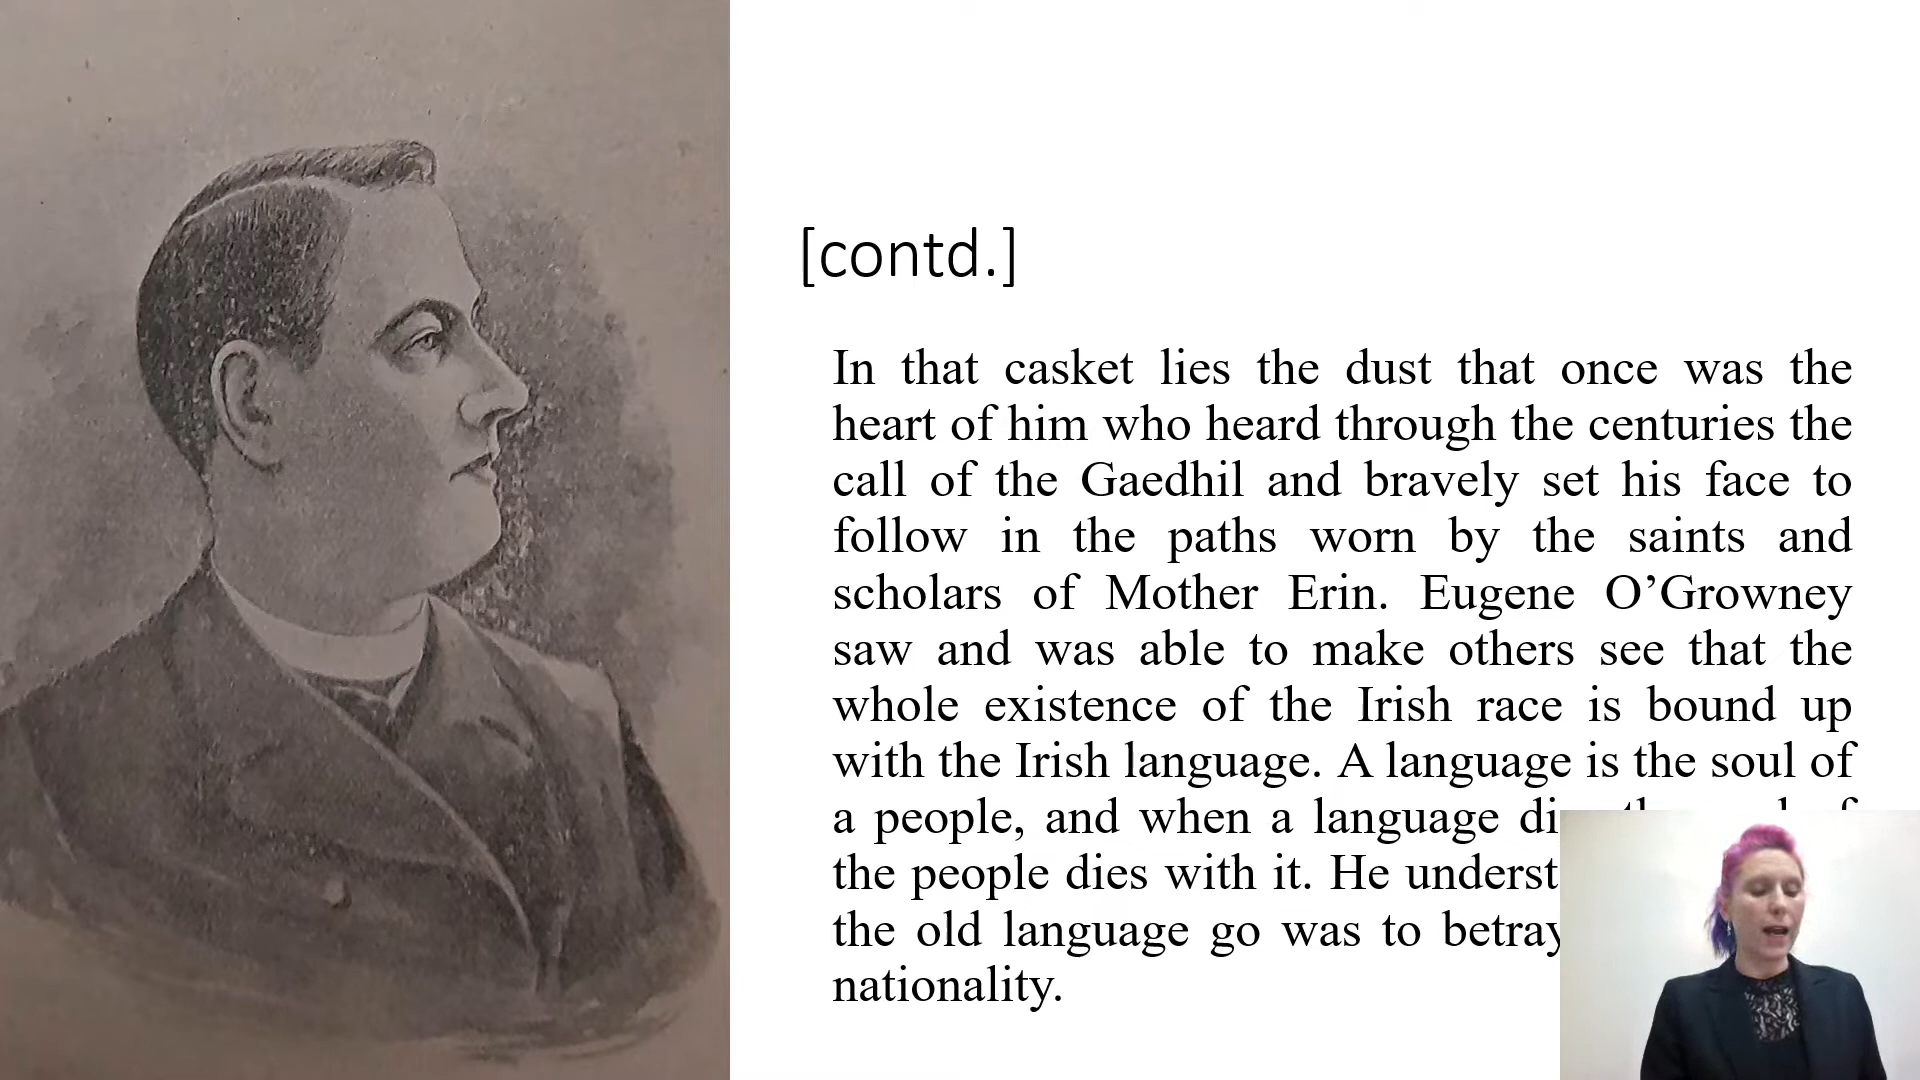 [contd.]
In that casket lies the dust that once was the
heart of him who heard through the centuries the
call of the Gaedhil and bravely set his face to
follow in the paths worn by the saints and
scholars of Mother Erin. Eugene O’Growney
saw and was able to make others see that the
whole existence of the Irish race is bound up
with the Irish language. A language is the soul of
a people, and when a language
the people dies with it. He
the old language go was to betray
nationality.